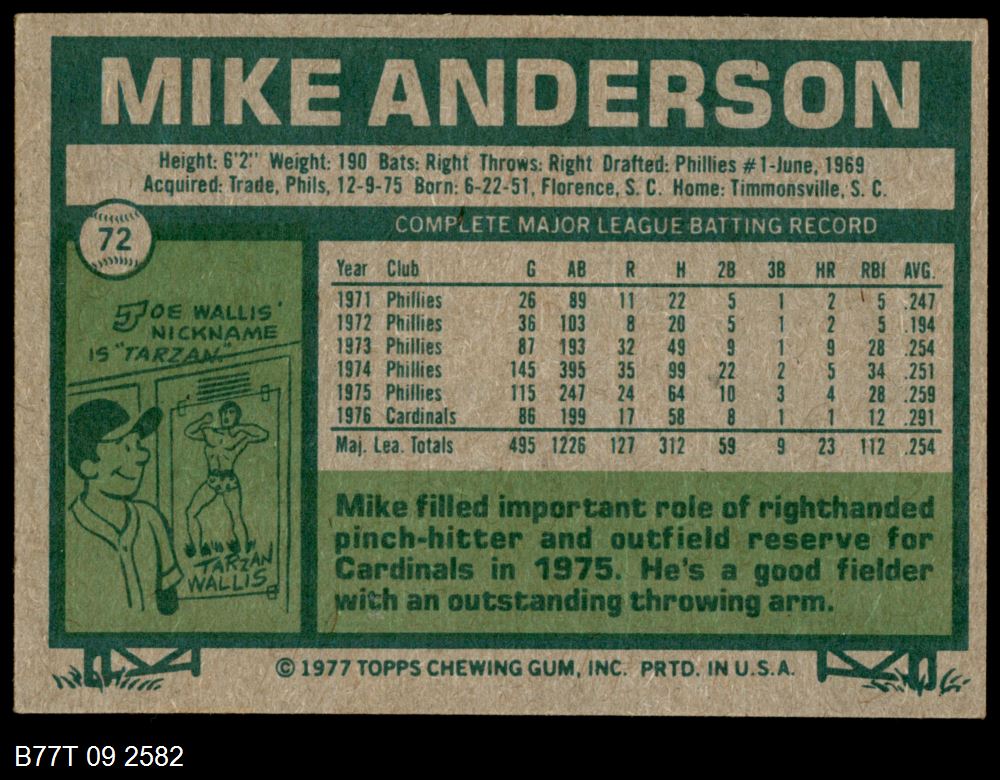 MIKE ANDERSON
Height: 6'2" Weight: 190 Bats: Right Throws: Right Drafted: Phillies #1-June, 1969
Acquired: Trade, Phils, 12-9-75 Born: 6-22-51, Florence, S. C. Home: Timmonsville, S. C.
72
COMPLETE MAJOR LEAGUE BATTING RECORD
Year Club G AB R H 2B 3B HR RBI AVG.
1971 Phillies 26 89 11 22 5 1 2 5 .247
1972 Phillies 36 103 8 20 5 1 2 5 .194
1973 Phillies 87 193 32 49 9 1 9 28 .254
1974 Phillies 145 395 35 99 22 2 5 34 .251
1975 Phillies 115 247 24 64 10 3 4 28 .259
1976 Cardinals 86 199 17 58 8 1 1 12 .291
Maj. Lea. Totals 495 1226 127 312 59 9 23 112 .254
JOE WALLIS'
NICKNAME
IS "TARZAN."
TARZAN
WALLIS
Mike filled important role of righthanded
pinch-hitter and outfield reserve for
Cardinals in 1975. He's a good fielder
with an outstanding throwing arm.
© 1977 TOPPS CHEWING GUM, INC. PRTD. IN U.S.A.
B77T 09 2582